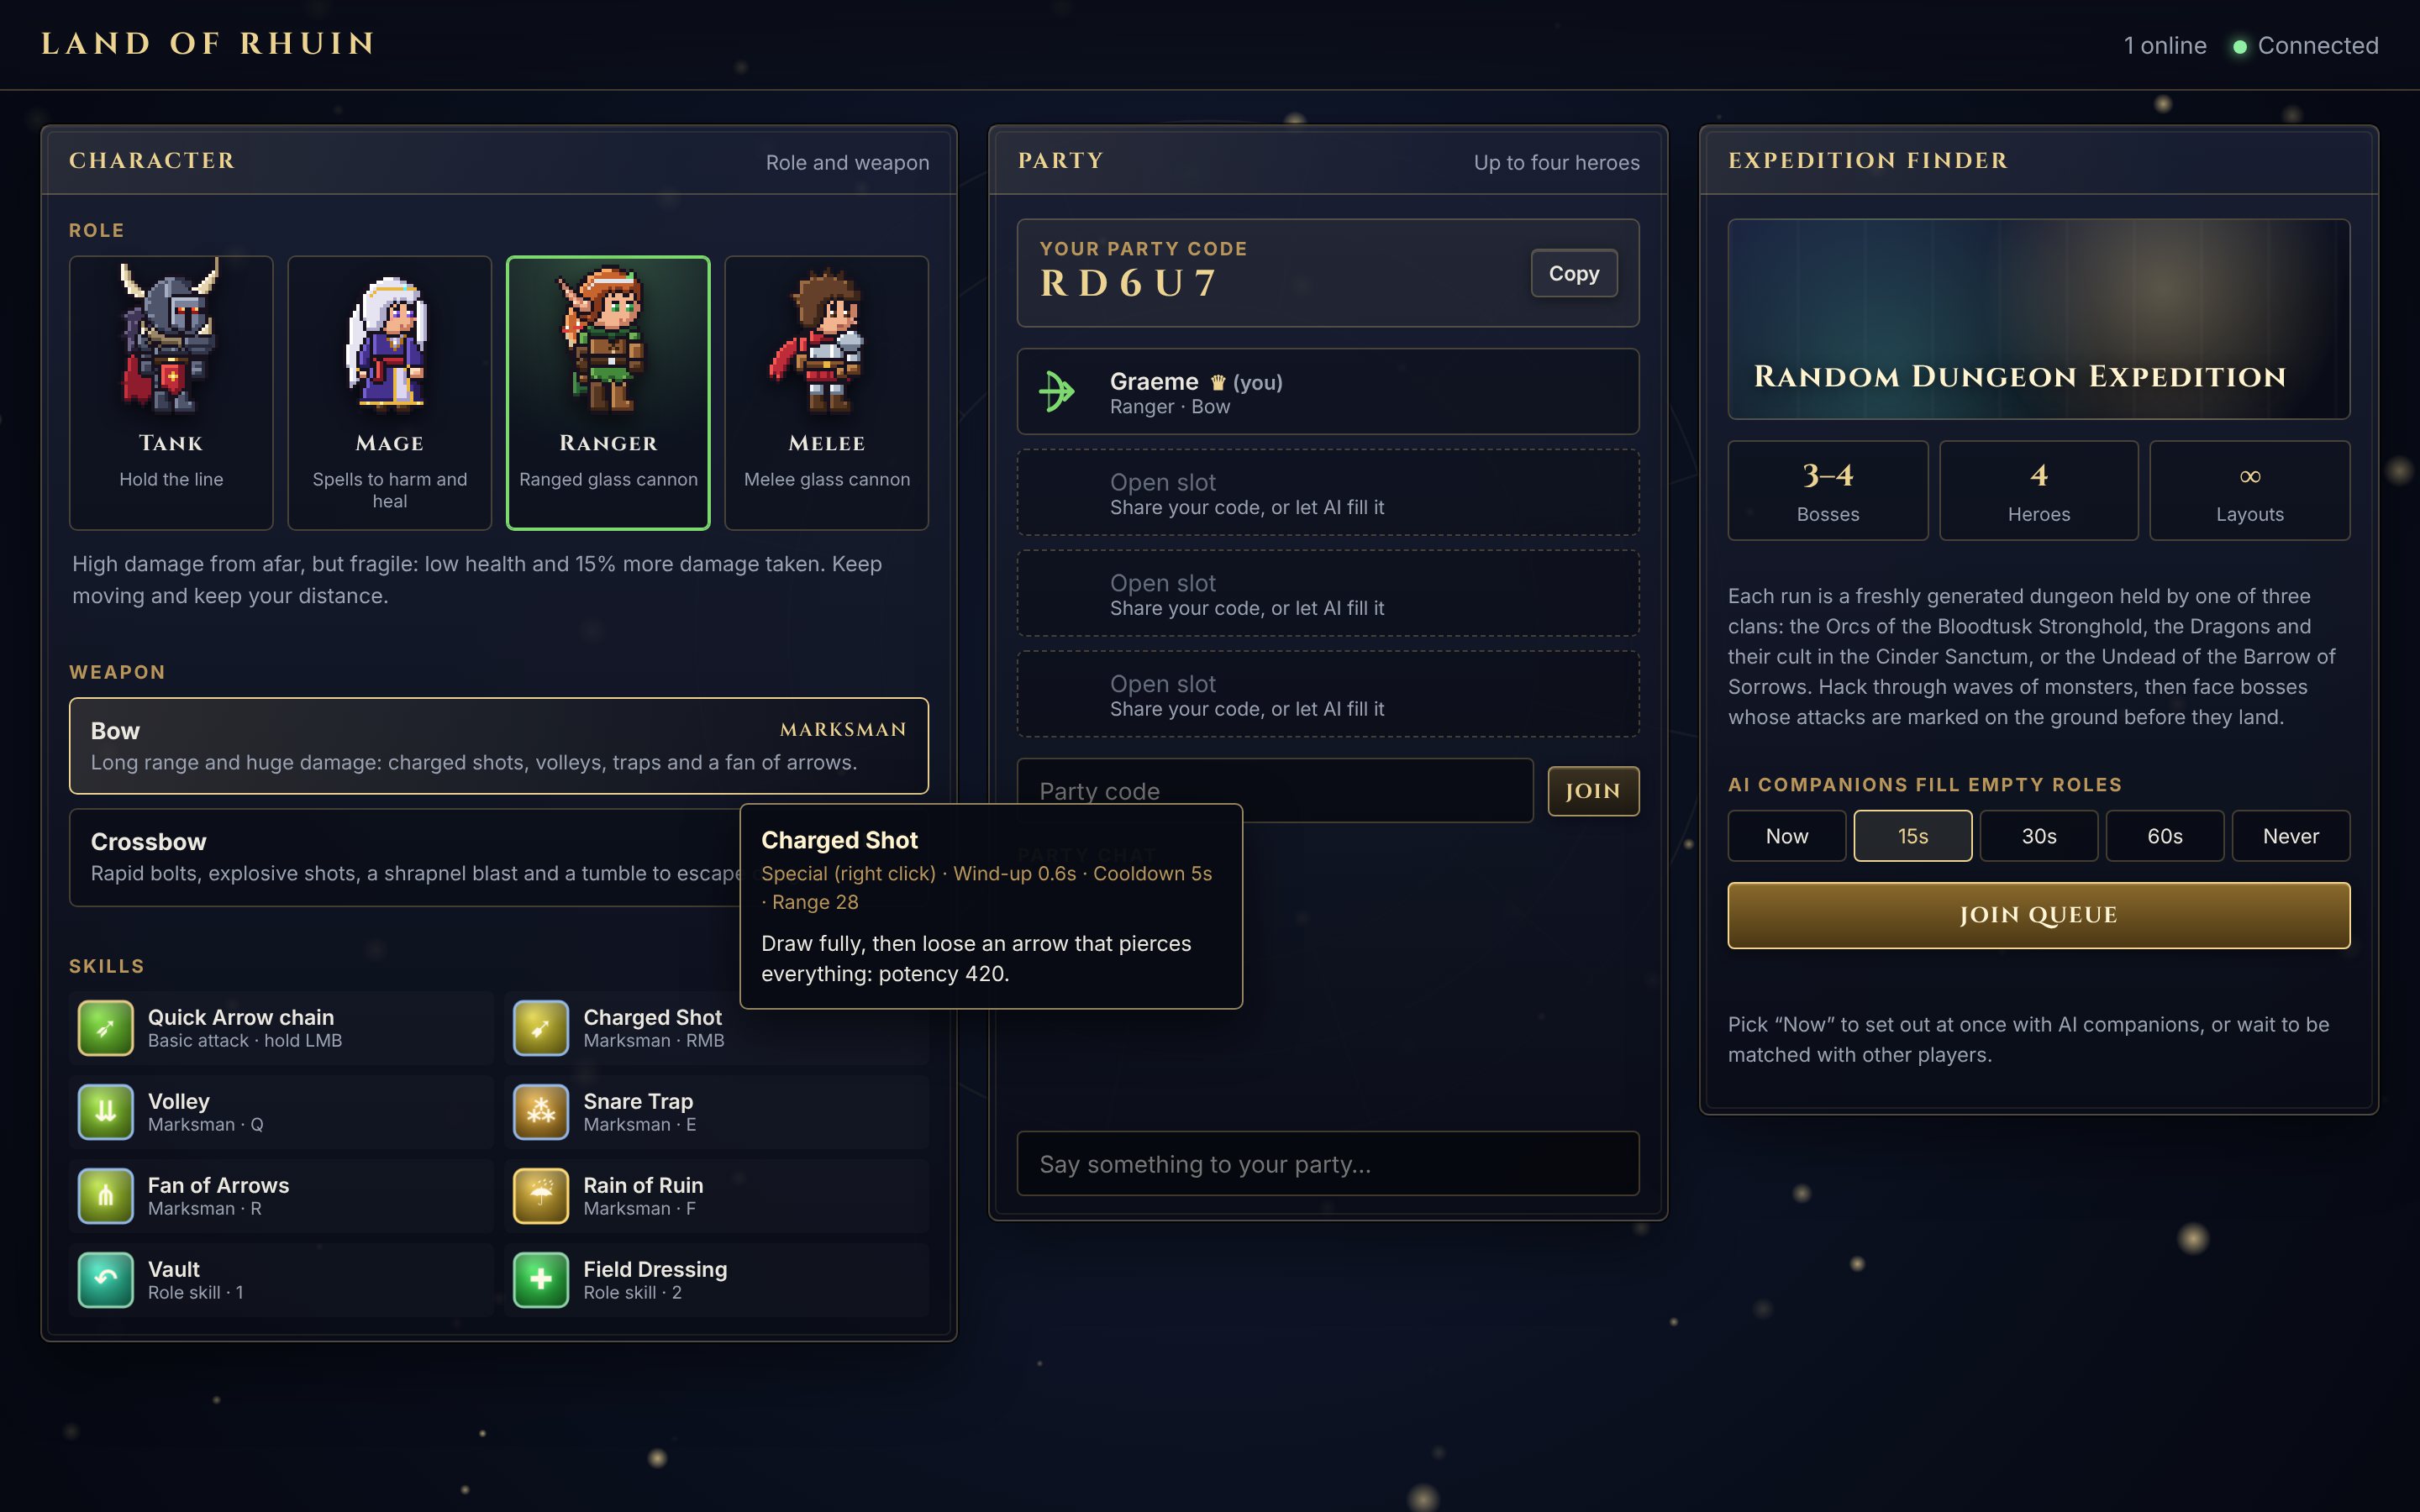 LAND OF RHUIN
1 online
Connected
CHARACTER
Role and weapon
ROLE
TANK
Hold the line
MAGE
Spells to harm and
heal
RANGER
Ranged glass cannon
MELEE
Melee glass cannon
High damage from afar, but fragile: low health and 15% more damage taken. Keep
moving and keep your distance.
WEAPON
Bow
MARKSMAN
Long range and huge damage: charged shots, volleys, traps and a fan of arrows.
Crossbow
Rapid bolts, explosive shots, a shrapnel blast and a tumble to escape
SKILLS
Quick Arrow chain
Basic attack · hold LMB
Charged Shot
Marksman · RMB
Volley
Marksman · Q
Snare Trap
Marksman · E
Fan of Arrows
Marksman · R
Rain of Ruin
Marksman · F
Vault
Role skill · 1
Field Dressing
Role skill · 2
Charged Shot
Special (right click) · Wind-up 0.6s · Cooldown 5s
· Range 28
Draw fully, then loose an arrow that pierces
everything: potency 420.
PARTY
Up to four heroes
YOUR PARTY CODE
RD6U7
Copy
Graeme ♛ (you)
Ranger · Bow
Open slot
Share your code, or let AI fill it
Open slot
Share your code, or let AI fill it
Open slot
Share your code, or let AI fill it
Party code
JOIN
PARTY CHAT
Say something to your party...
EXPEDITION FINDER
RANDOM DUNGEON EXPEDITION
3–4
Bosses
4
Heroes
∞
Layouts
Each run is a freshly generated dungeon held by one of three
clans: the Orcs of the Bloodtusk Stronghold, the Dragons and
their cult in the Cinder Sanctum, or the Undead of the Barrow of
Sorrows. Hack through waves of monsters, then face bosses
whose attacks are marked on the ground before they land.
AI COMPANIONS FILL EMPTY ROLES
Now
15s
30s
60s
Never
JOIN QUEUE
Pick “Now” to set out at once with AI companions, or wait to be
matched with other players.